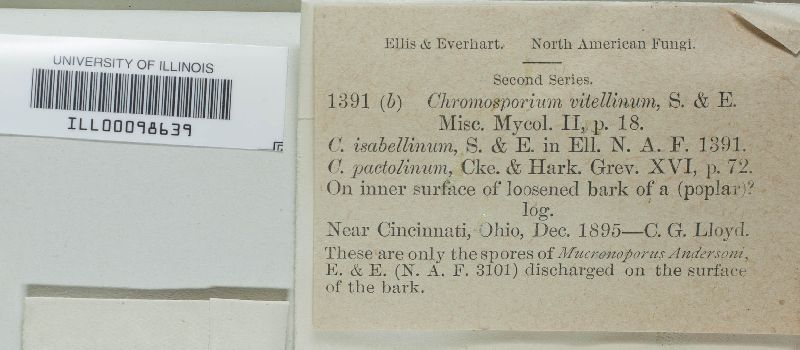 UNIVERSITY OF ILLINOIS
ILL00098639
Ellis & Everhart. North American Fungi.
Second Series.
1391 (b) Chromosporium vitellinum, S. & E.
Misc. Mycol. II, p. 18.
C. isabellinum, S. & E. in Ell. N. A. F. 1391.
C. pactolinum, Cke. & Hark. Grev. XVI, p. 72.
On inner surface of loosened bark of a (poplar)?
log.
Near Cincinnati, Ohio, Dec. 1895—C. G. Lloyd.
These are only the spores of Mucronoporus Andersoni,
E. & E. (N. A. F. 3101) discharged on the surface
of the bark.